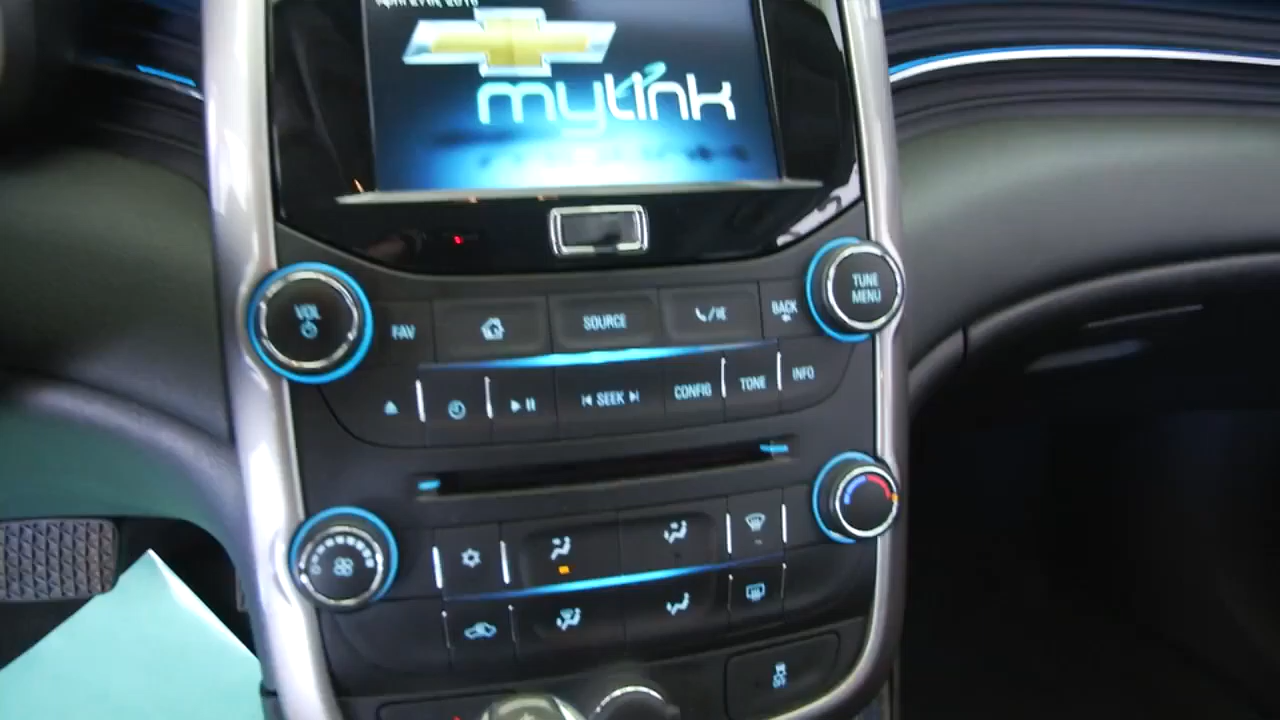 mylink
VOL
FAV
SOURCE
BACK
TUNE
MENU
SEEK
CONFIG
TONE
INFO